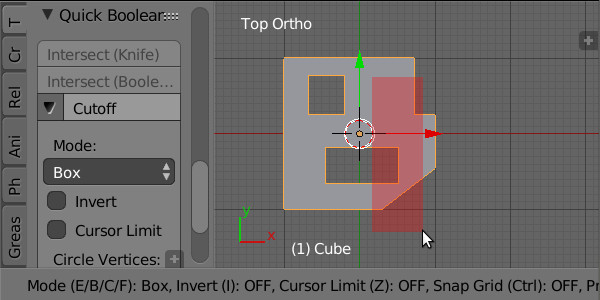 T
Cr
Rel
Ani
Ph
Greas
Quick Boolear
Intersect (Knife)
Intersect (Boole...
Cutoff
Mode:
Box
Invert
Cursor Limit
Circle Vertices:
Top Ortho
y
x
(1) Cube
Mode (E/B/C/F): Box, Invert (I): OFF, Cursor Limit (Z): OFF, Snap Grid (Ctrl): OFF, Pr